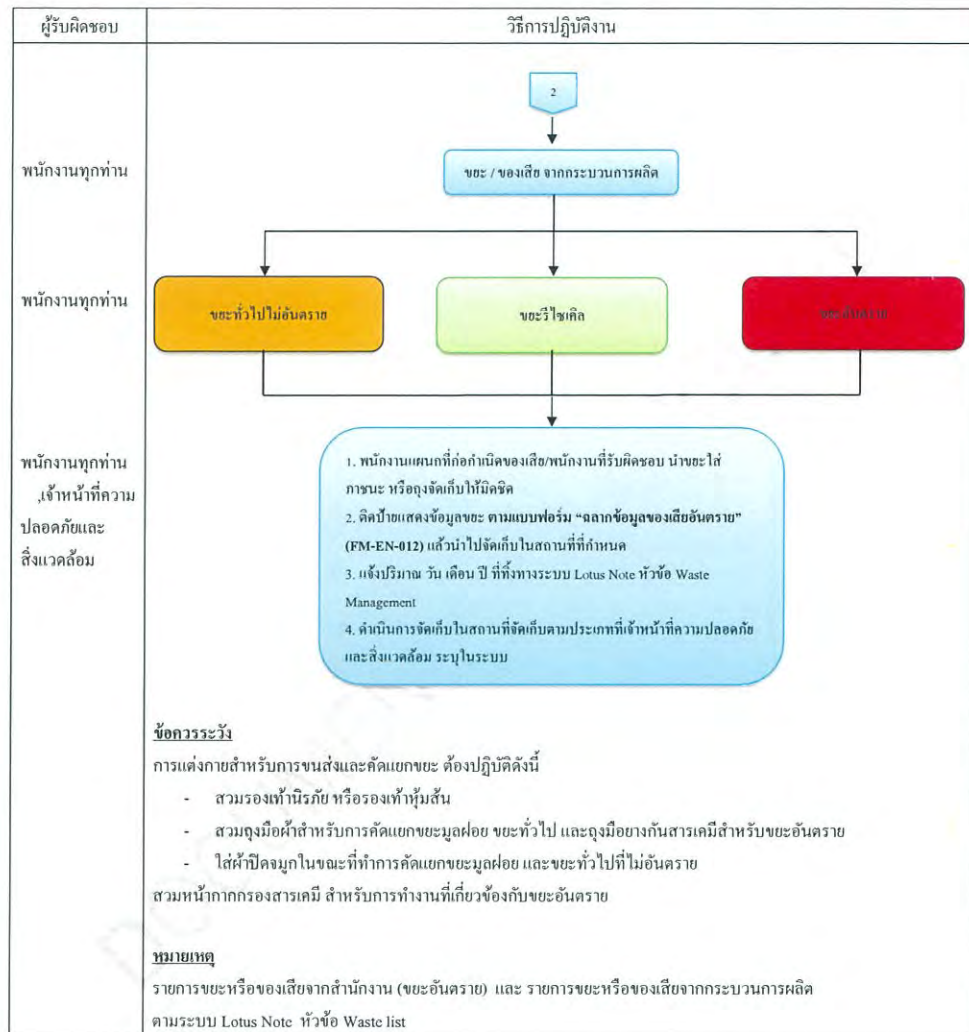 ผู้รับผิดชอบ
วิธีการปฏิบัติงาน
2
พนักงานทุกท่าน
ขยะ / ของเสีย จากกระบวนการผลิต
พนักงานทุกท่าน
ขยะทั่วไปไม่อันตราย
ขยะรีไซเคิล
ขยะอันตราย
พนักงานทุกท่าน
,เจ้าหน้าที่ความ
ปลอดภัยและ
สิ่งแวดล้อม
1. พนักงานแผนกที่ก่อกำเนิดของเสีย/พนักงานที่รับผิดชอบ นำขยะใส่
ภาชนะ หรือถุงจัดเก็บให้มิดชิด
2. ติดป้ายแสดงข้อมูลขยะ ตามแบบฟอร์ม “ฉลากข้อมูลของเสียอันตราย”
(FM-EN-012) แล้วนำไปจัดเก็บในสถานที่ที่กำหนด
3. แจ้งปริมาณ วัน เดือน ปี ที่ทิ้งทางระบบ Lotus Note หัวข้อ Waste
Management
4. ดำเนินการจัดเก็บในสถานที่จัดเก็บตามประเภทที่เจ้าหน้าที่ความปลอดภัย
และสิ่งแวดล้อม ระบุในระบบ
ข้อควรระวัง
การแต่งกายสำหรับการขนส่งและคัดแยกขยะ ต้องปฏิบัติดังนี้
- สวมรองเท้านิรภัย หรือรองเท้าหุ้มส้น
- สวมถุงมือผ้าสำหรับการคัดแยกขยะมูลฝอย ขยะทั่วไป และถุงมือยางกันสารเคมีสำหรับขยะอันตราย
- ใส่ผ้าปิดจมูกในขณะที่ทำการคัดแยกขยะมูลฝอย และขยะทั่วไปที่ไม่อันตราย
สวมหน้ากากกรองสารเคมี สำหรับการทำงานที่เกี่ยวข้องกับขยะอันตราย
หมายเหตุ
รายการขยะหรือของเสียจากสำนักงาน (ขยะอันตราย) และ รายการขยะหรือของเสียจากกระบวนการผลิต
ตามระบบ Lotus Note หัวข้อ Waste list